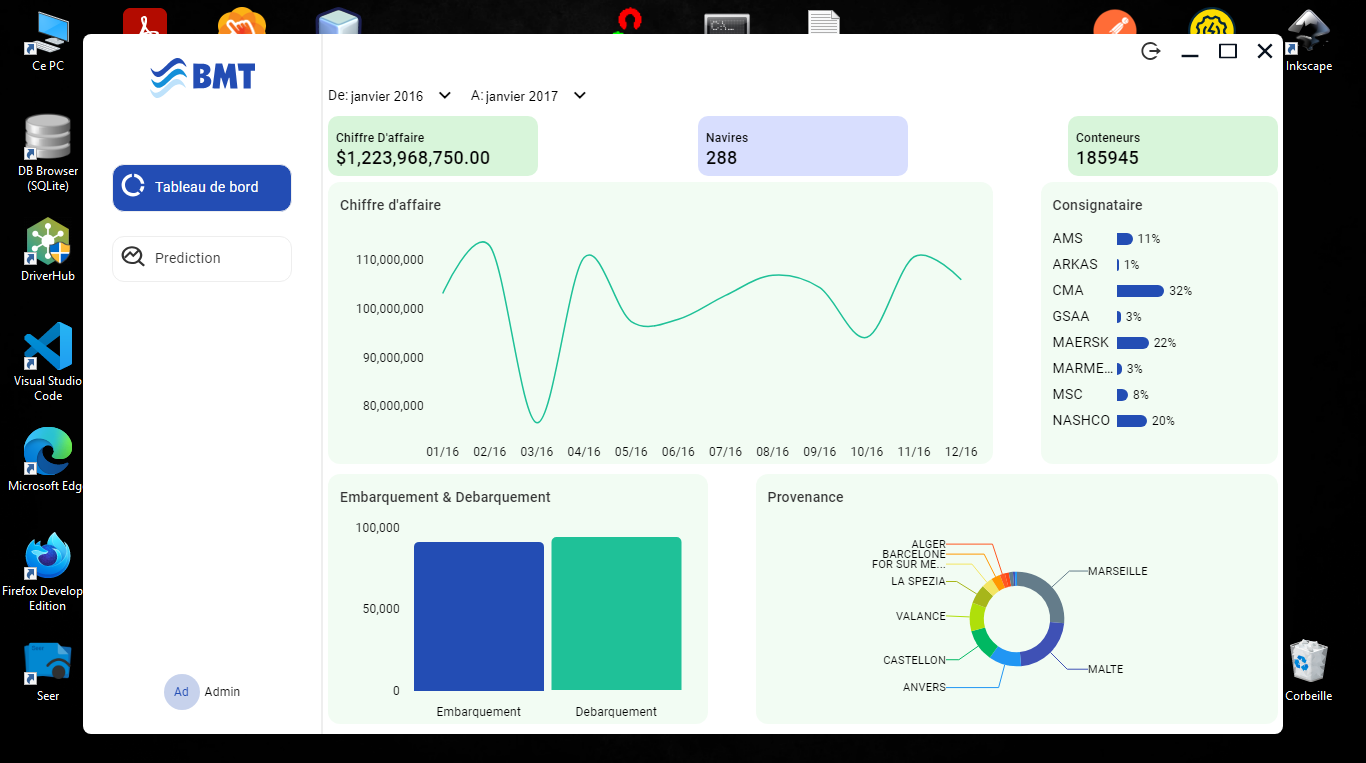 Ce PC
DB Browser
(SQLite)
DriverHub
Visual Studio
Code
Microsoft Edg
Firefox Develop
Edition
Seer
C:\_
Inkscape
Corbeille
BMT
Tableau de bord
Prediction
Ad Admin
De: janvier 2016 A: janvier 2017
Chiffre D'affaire
$1,223,968,750.00
Navires
288
Conteneurs
185945
Chiffre d'affaire
110,000,000
100,000,000
90,000,000
80,000,000
01/16 02/16 03/16 04/16 05/16 06/16 07/16 08/16 09/16 10/16 11/16 12/16
Consignataire
AMS 11%
ARKAS 1%
CMA 32%
GSAA 3%
MAERSK 22%
MARME... 3%
MSC 8%
NASHCO 20%
Embarquement & Debarquement
100,000
50,000
0
Embarquement Debarquement
Provenance
ALGER
BARCELONE
FOR SUR ME...
LA SPEZIA
VALANCE
CASTELLON
ANVERS
MARSEILLE
MALTE